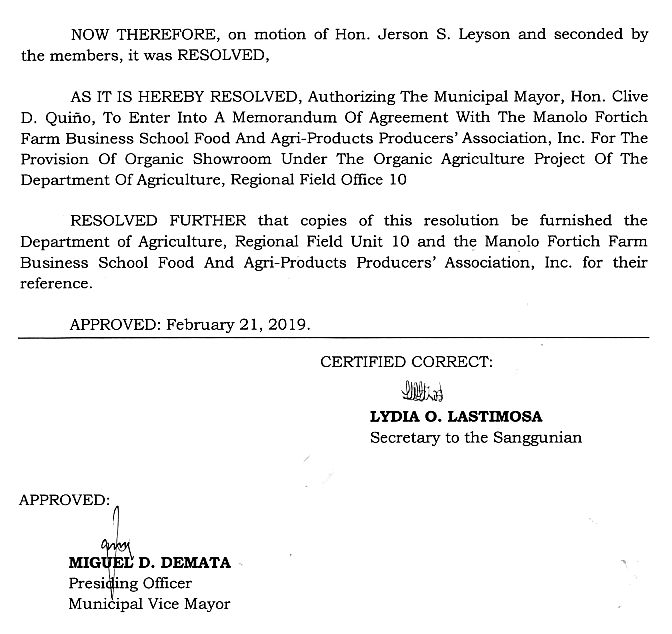 NOW THEREFORE, on motion of Hon. Jerson S. Leyson and seconded by
the members, it was RESOLVED,
AS IT IS HEREBY RESOLVED, Authorizing The Municipal Mayor, Hon. Clive
D. Quiño, To Enter Into A Memorandum Of Agreement With The Manolo Fortich
Farm Business School Food And Agri-Products Producers' Association, Inc. For The
Provision Of Organic Showroom Under The Organic Agriculture Project Of The
Department Of Agriculture, Regional Field Office 10
RESOLVED FURTHER that copies of this resolution be furnished the
Department of Agriculture, Regional Field Unit 10 and the Manolo Fortich Farm
Business School Food And Agri-Products Producers' Association, Inc. for their
reference.
APPROVED: February 21, 2019.
CERTIFIED CORRECT:
LYDIA O. LASTIMOSA
Secretary to the Sanggunian
APPROVED:
MIGUEL D. DEMATA
Presiding Officer
Municipal Vice Mayor